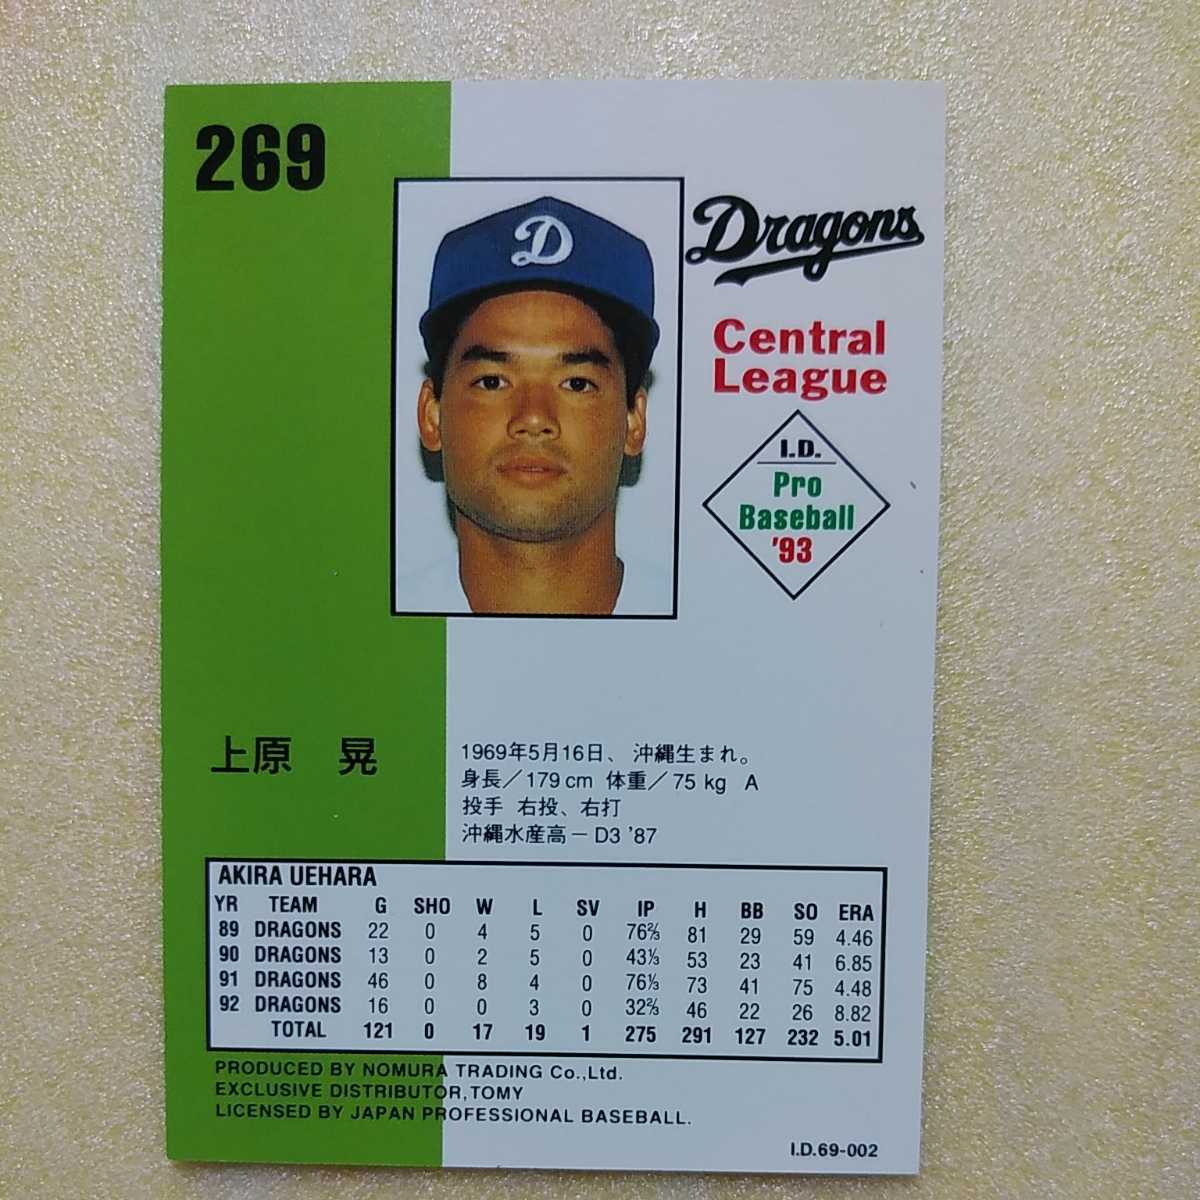 269
D
Dragons
Central
League
I.D.
Pro
Baseball
'93
上原 晃
1969年5月16日、沖縄生まれ。
身長/179cm 体重/75kg A
投手 右投、右打
沖縄水産高－D3 '87
AKIRA UEHARA
YR TEAM G SHO W L SV IP H BB SO ERA
89 DRAGONS 22 0 4 5 0 76⅔ 81 29 59 4.46
90 DRAGONS 13 0 2 5 0 43⅓ 53 23 41 6.85
91 DRAGONS 46 0 8 4 0 76⅓ 73 41 75 4.48
92 DRAGONS 16 0 0 3 0 32⅔ 46 22 26 8.82
TOTAL 121 0 17 19 1 275 291 127 232 5.01
PRODUCED BY NOMURA TRADING Co.,Ltd.
EXCLUSIVE DISTRIBUTOR,TOMY
LICENSED BY JAPAN PROFESSIONAL BASEBALL.
I.D.69-002